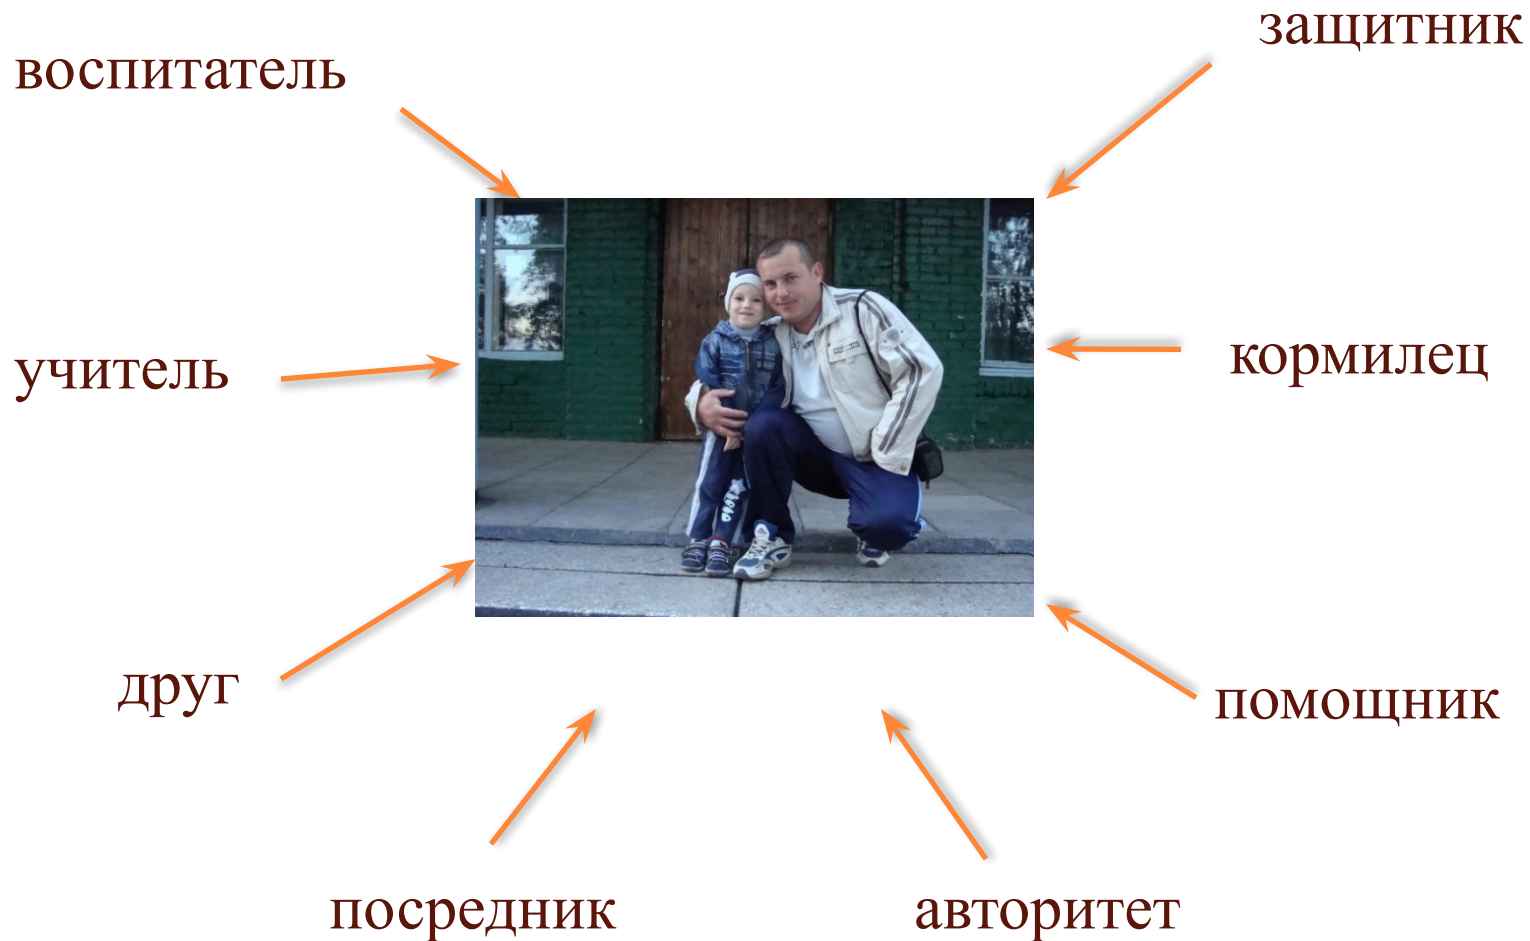 защитник
воспитатель
учитель
кормилец
друг
помощник
посредник
авторитет